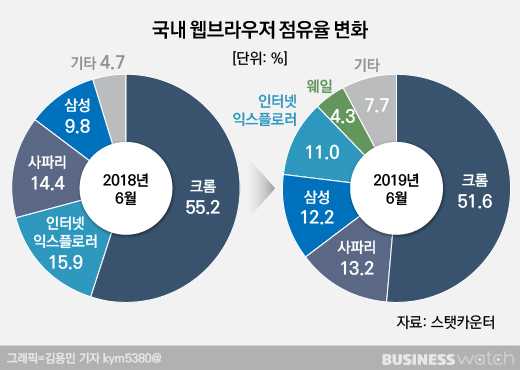 국내 웹브라우저 점유율 변화
[단위: %]
기타 4.7
삼성
9.8
사파리
14.4
인터넷
익스플로러
15.9
2018년
6월
크롬
55.2
기타
7.7
웨일
4.3
인터넷
익스플로러
11.0
삼성
12.2
사파리
13.2
2019년
6월
크롬
51.6
자료: 스탯카운터
그래픽=김용민 기자 kym5380@
BUSINESS watch